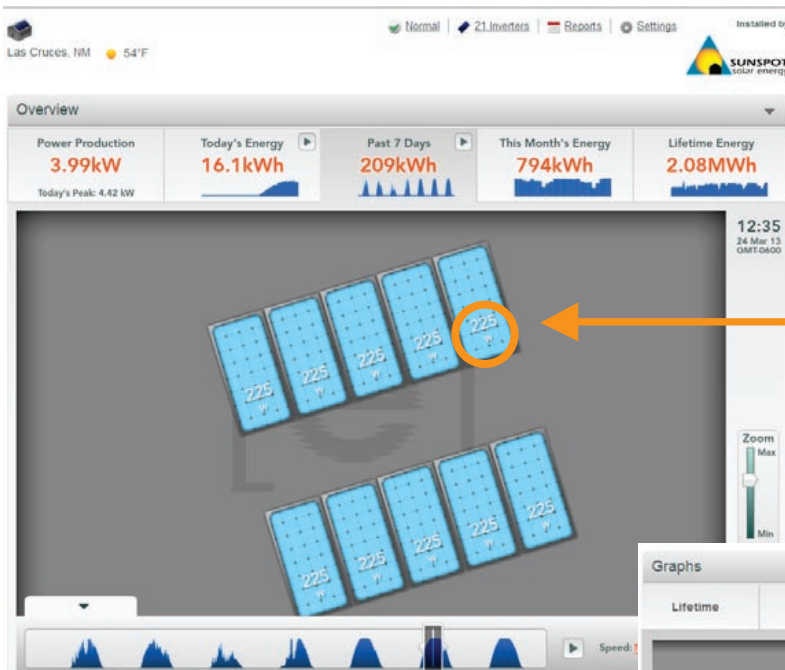 Normal 21 Inverters Reports Settings Installed by
Las Cruces, NM 54°F
SUNSPOT
solar energy
Overview
Power Production Today's Energy Past 7 Days This Month's Energy Lifetime Energy
3.99kW 16.1kWh 209kWh 794kWh 2.08MWh
Today's Peak: 4.42 kW
12:35
24 Mar 13
GMT-0600
225 W
225 W
225 W
225 W
225 W
225 W
225 W
225 W
225 W
225 W
Zoom
Max
Min
Graphs
Lifetime
Speed: